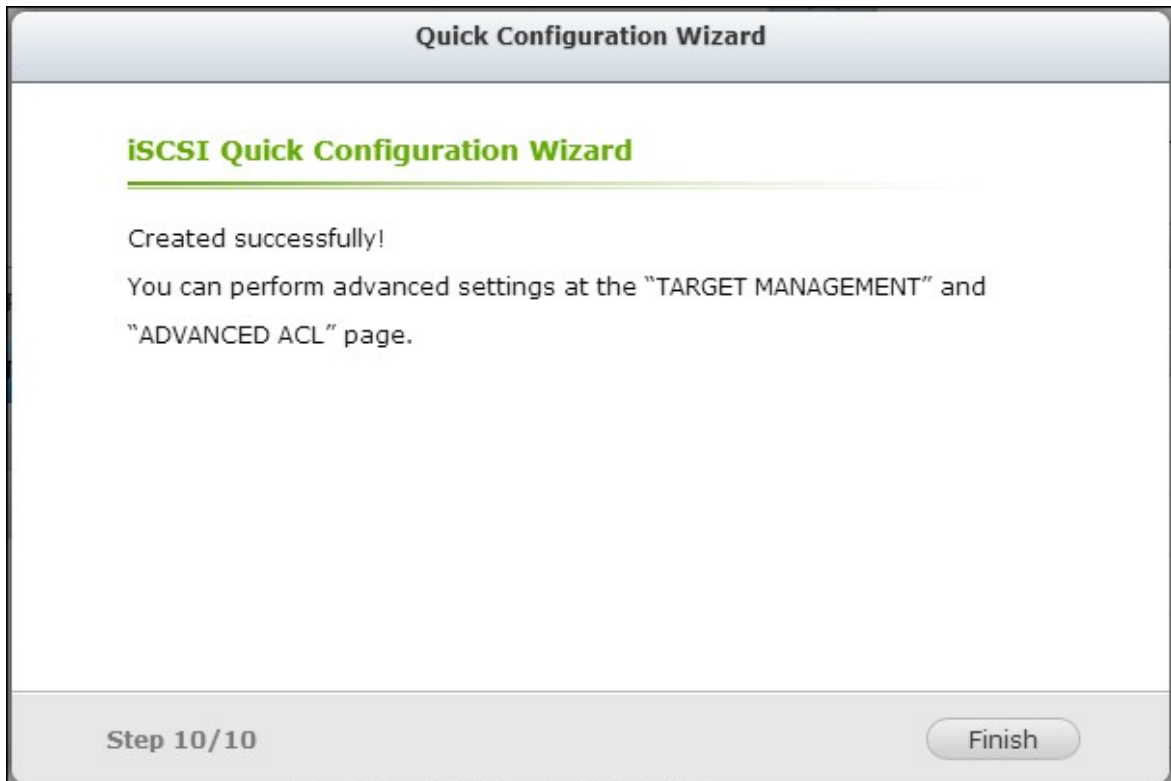 Quick Configuration Wizard
iSCSI Quick Configuration Wizard
Created successfully!
You can perform advanced settings at the “TARGET MANAGEMENT” and
“ADVANCED ACL” page.
Step 10/10
Finish